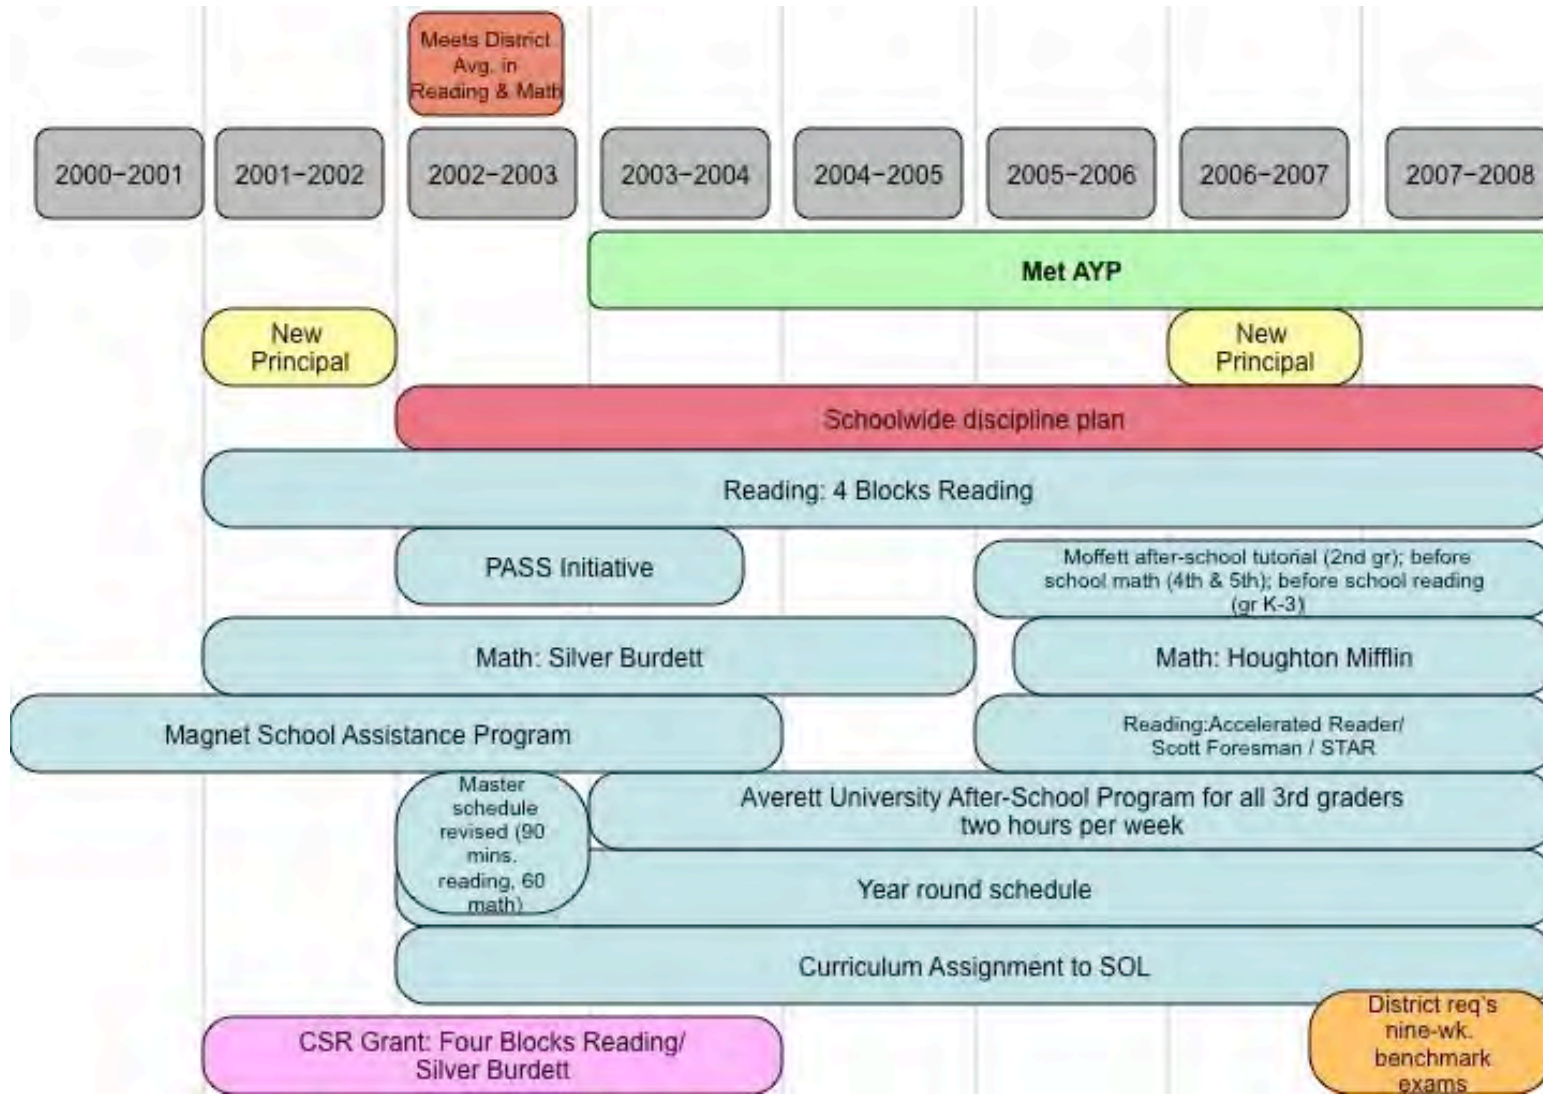 Meets District
Avg. in
Reading & Math
2000−2001
2001−2002
2002−2003
2003−2004
2004−2005
2005−2006
2006−2007
2007−2008
Met AYP
New
Principal
New
Principal
Schoolwide discipline plan
Reading: 4 Blocks Reading
PASS Initiative
Moffett after-school tutorial (2nd gr); before
school math (4th & 5th); before school reading
(gr K-3)
Math: Silver Burdett
Math: Houghton Mifflin
Magnet School Assistance Program
Reading:Accelerated Reader/
Scott Foresman / STAR
Master
schedule
revised (90
mins.
reading, 60
math)
Averett University After-School Program for all 3rd graders
two hours per week
Year round schedule
Curriculum Assignment to SOL
District req's
nine-wk.
benchmark
exams
CSR Grant: Four Blocks Reading/
Silver Burdett